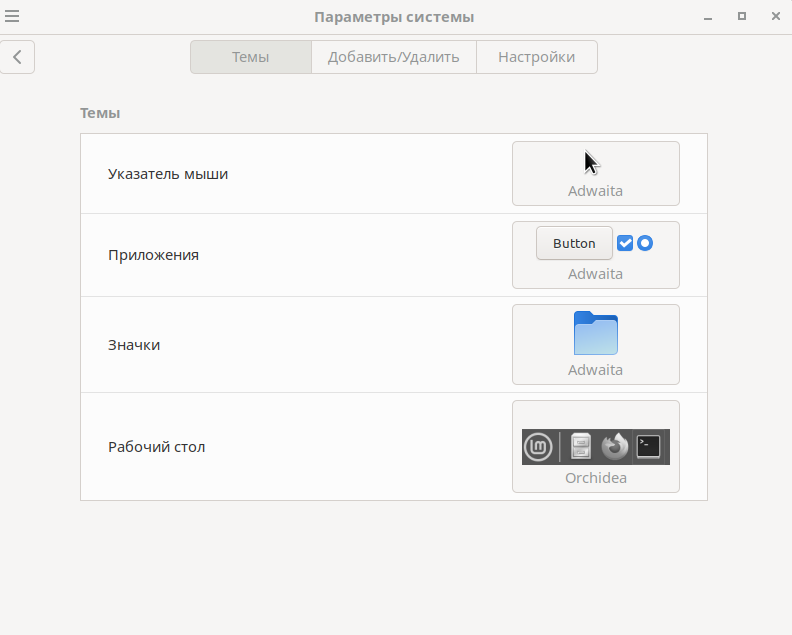 Параметры системы
Темы
Добавить/Удалить
Настройки
Темы
Указатель мыши
Adwaita
Приложения
Button
Adwaita
Значки
Adwaita
Рабочий стол
Orchidea